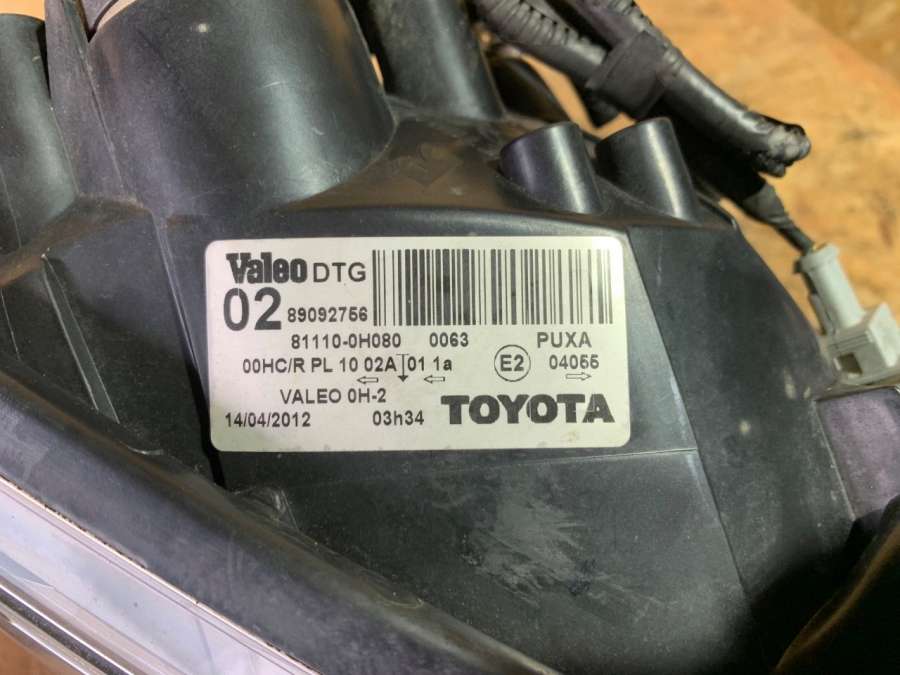 Valeo DTG
02 89092756
81110-0H080 0063 PUXA
00HC/R PL 10 02A 01 1a E2 04055
VALEO 0H-2
14/04/2012 03h34 TOYOTA